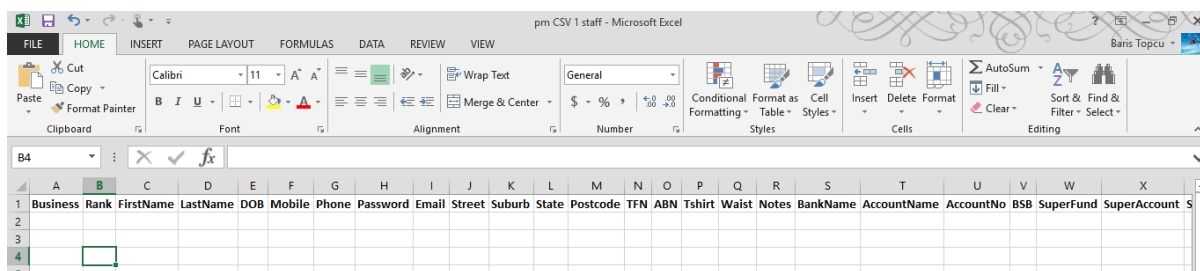 pm CSV 1 staff - Microsoft Excel
?
FILE HOME INSERT PAGE LAYOUT FORMULAS DATA REVIEW VIEW Baris Topcu
Paste
Cut
Copy
Format Painter
Clipboard
Calibri 11 A A
B I U A
Font
Wrap Text
Merge & Center
Alignment
General
$ % , .00 .0
Number
Conditional Formatting
Format as Table
Cell Styles
Styles
Insert Delete Format
Cells
AutoSum
Fill
Clear
Sort & Filter
Find & Select
Editing
B4 fx
A B C D E F G H I J K L M N O P Q R S T U V W X
1 Business Rank FirstName LastName DOB Mobile Phone Password Email Street Suburb State Postcode TFN ABN Tshirt Waist Notes BankName AccountName AccountNo BSB SuperFund SuperAccount S
2
3
4